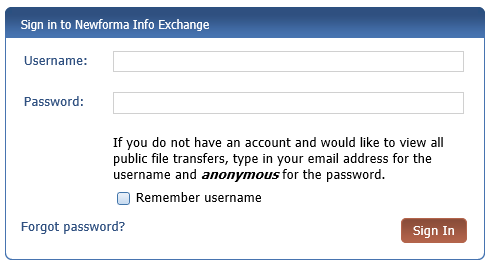 Sign in to Newforma Info Exchange
Username:
Password:
If you do not have an account and would like to view all
public file transfers, type in your email address for the
username and anonymous for the password.
Remember username
Forgot password?
Sign In